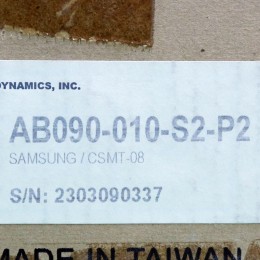 DYNAMICS, INC.
AB090-010-S2-P2
SAMSUNG / CSMT-08
S/N: 2303090337
MADE IN TAIWAN